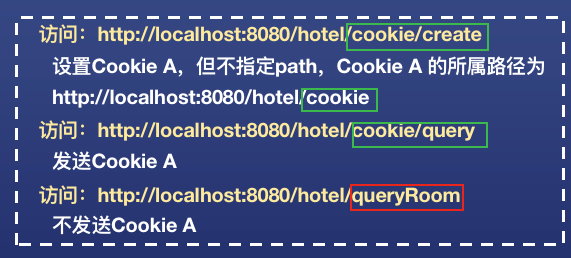 访问：http://localhost:8080/hotel/cookie/create
设置Cookie A，但不指定path，Cookie A 的所属路径为
http://localhost:8080/hotel/cookie
访问：http://localhost:8080/hotel/cookie/query
发送Cookie A
访问：http://localhost:8080/hotel/queryRoom
不发送Cookie A